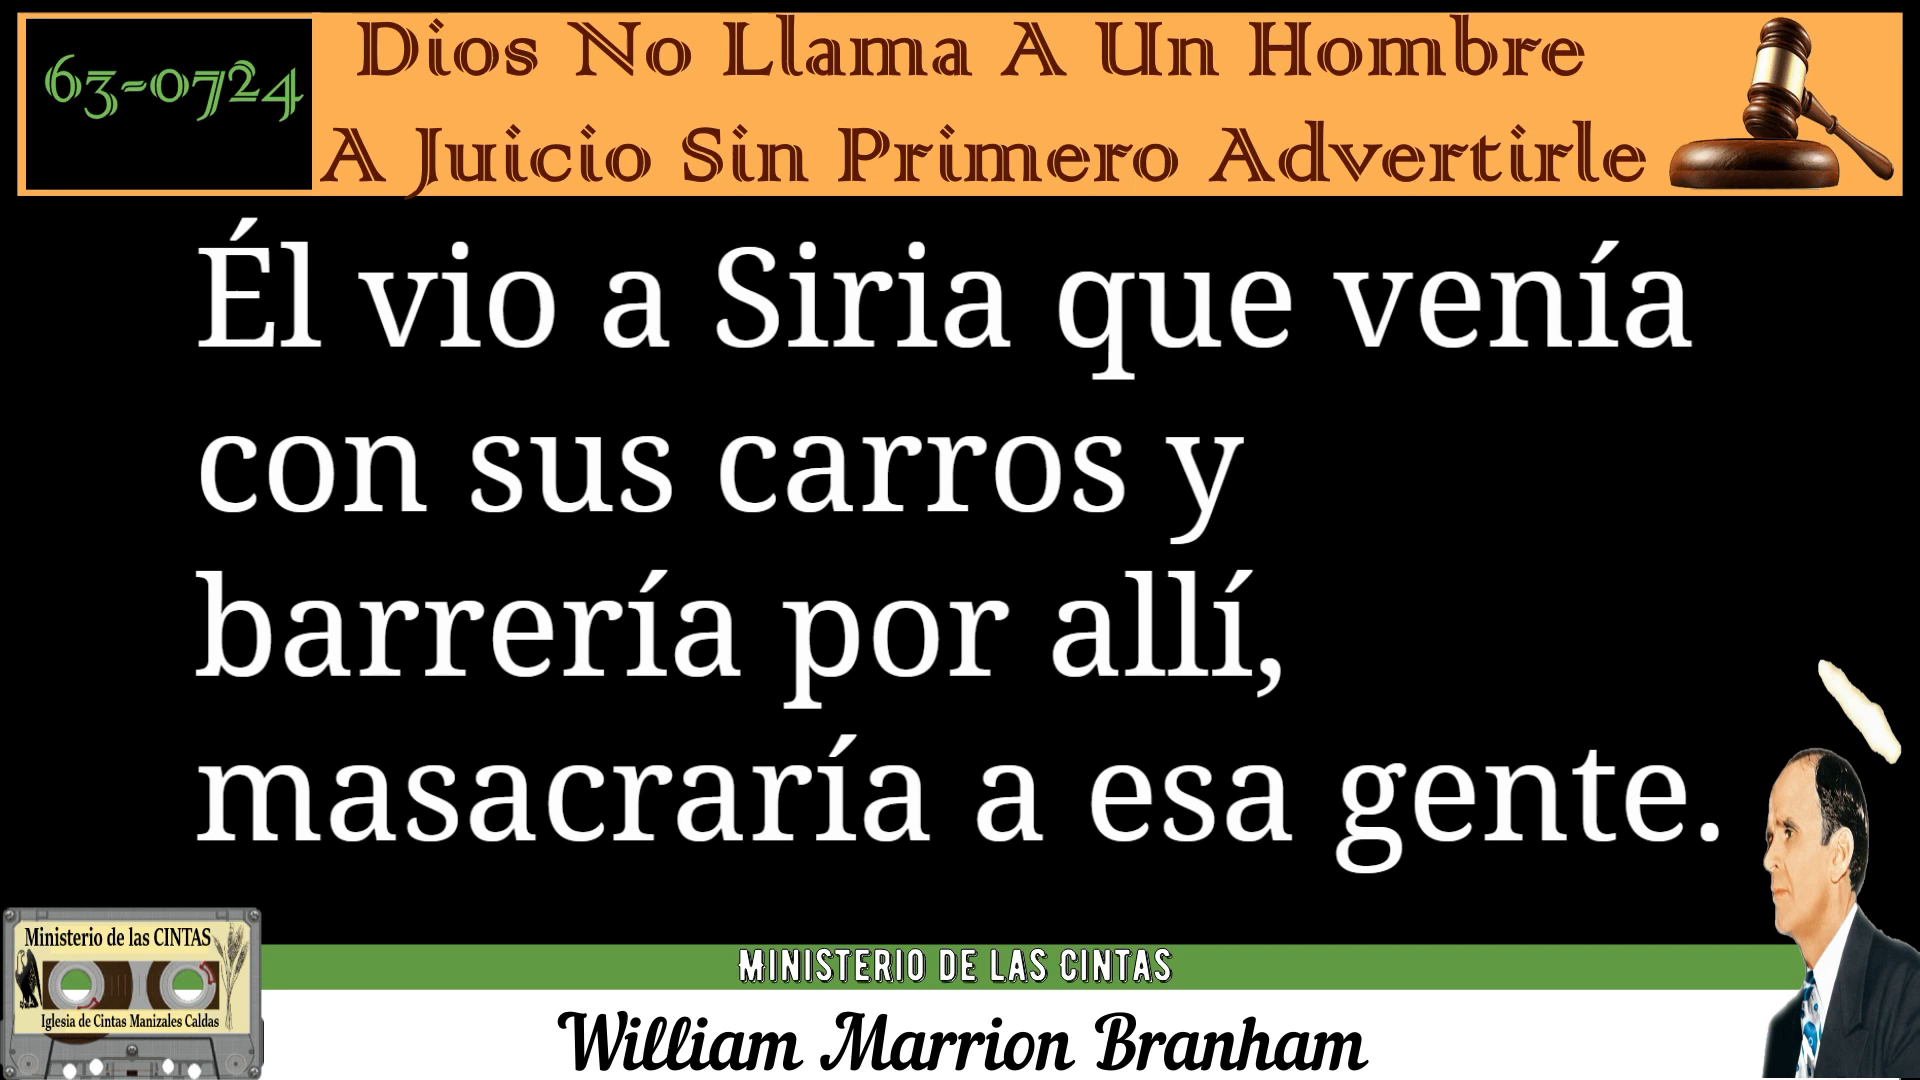 63-0724
Dios No Llama A Un Hombre
A Juicio Sin Primero Advertirle
Él vio a Siria que venía
con sus carros y
barrería por allí,
masacraría a esa gente.
Ministerio de las CINTAS
Iglesia de Cintas Manizales Caldas
MINISTERIO DE LAS CINTAS
William Marrion Branham